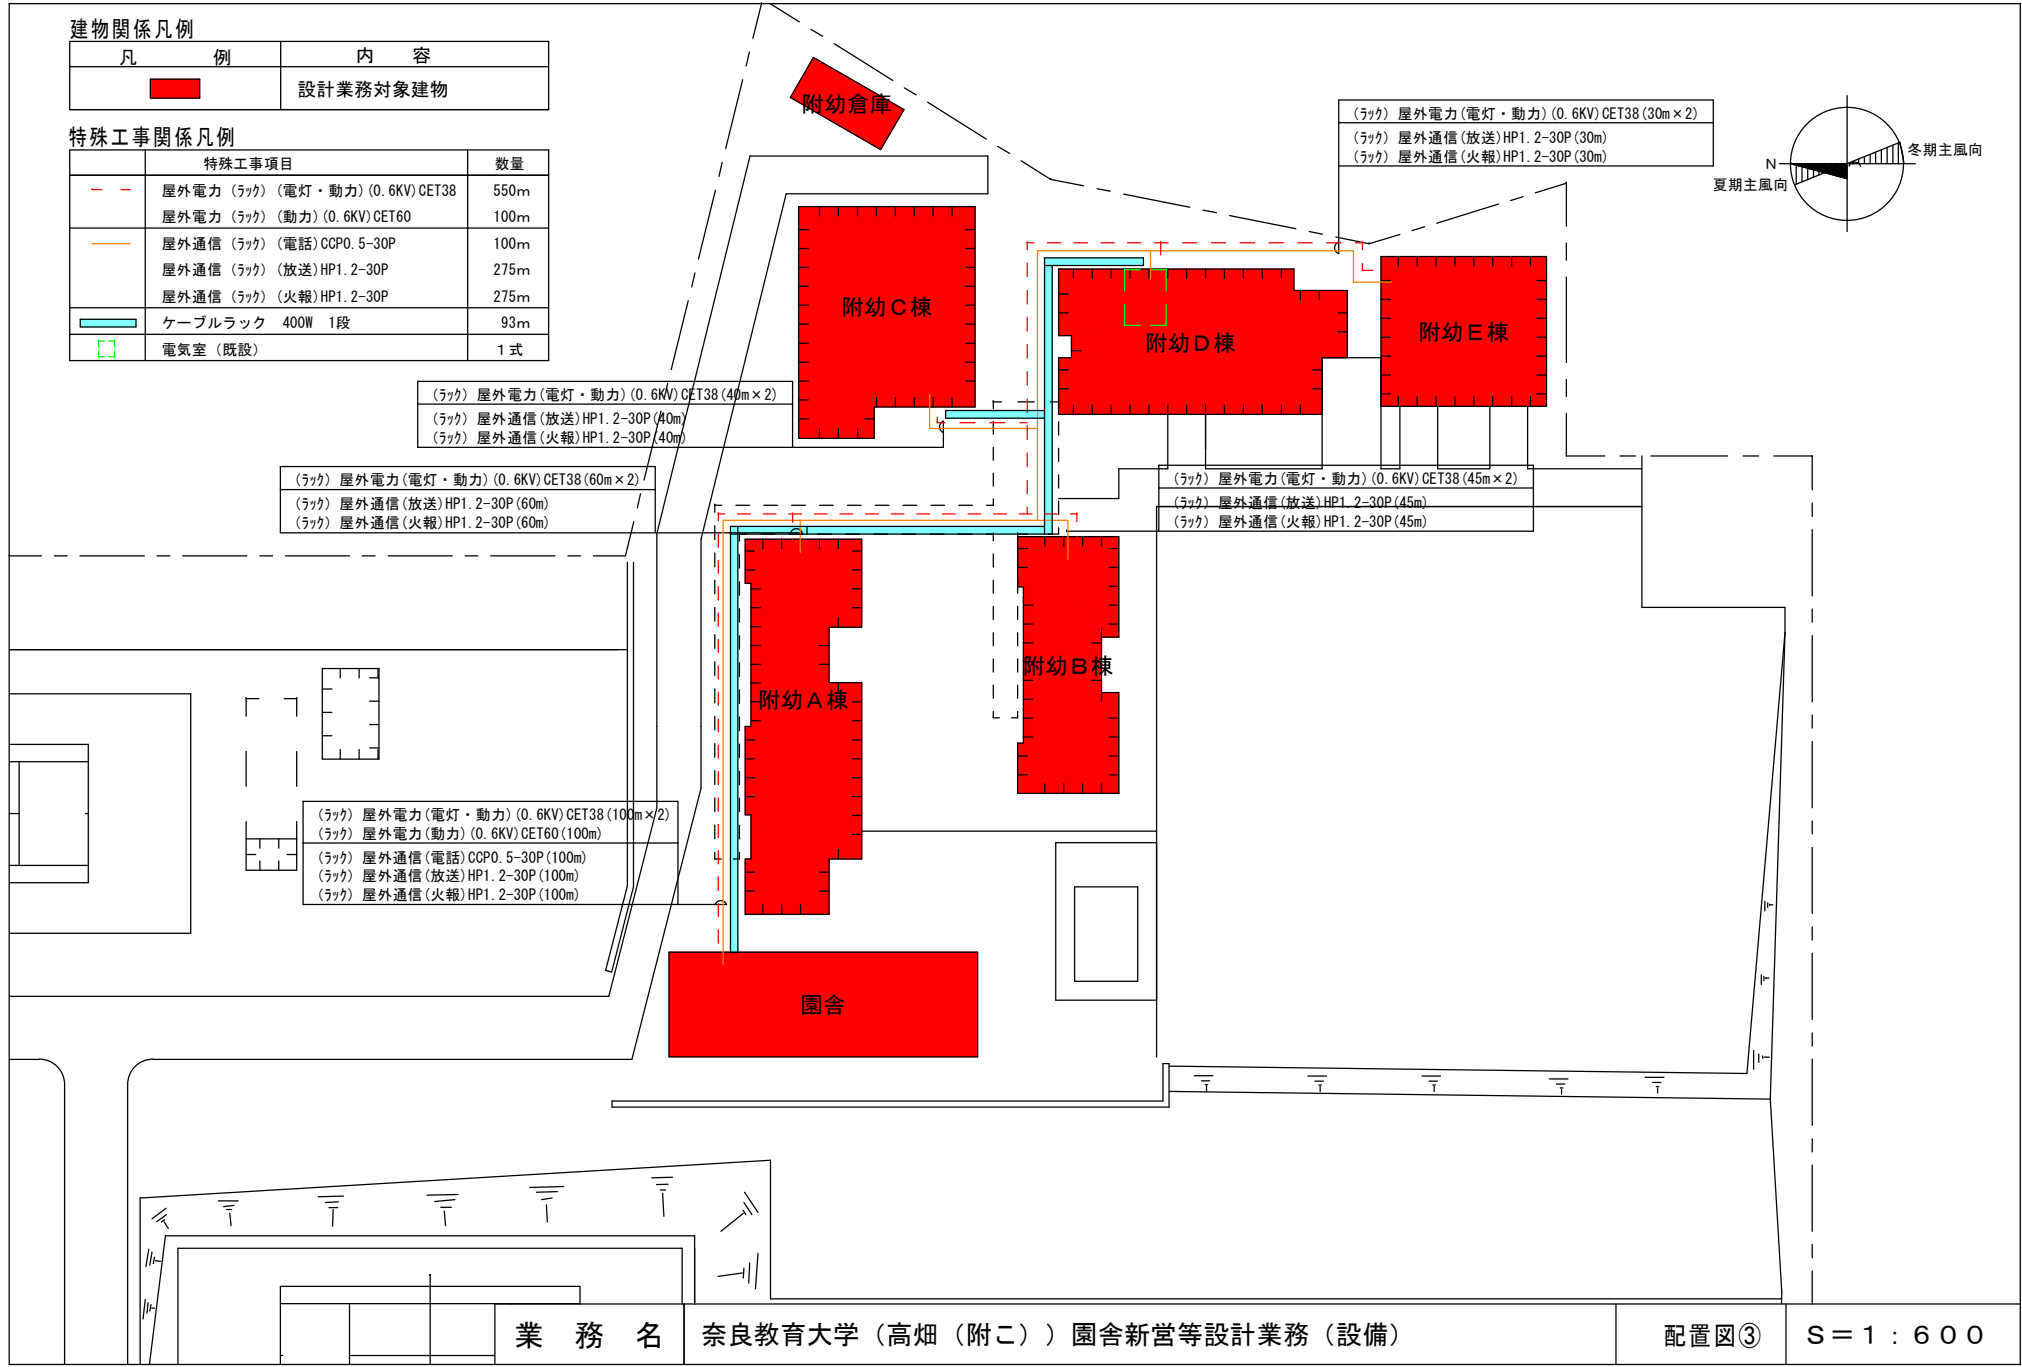 建物関係凡例
凡　例　内　容
設計業務対象建物
特殊工事関係凡例
特殊工事項目　数量
屋外電力（ﾗｯｸ）（電灯・動力）(0.6KV)CET38　550m
屋外電力（ﾗｯｸ）（動力）(0.6KV)CET60　100m
屋外通信（ﾗｯｸ）（電話）CCP0.5-30P　100m
屋外通信（ﾗｯｸ）（放送）HP1.2-30P　275m
屋外通信（ﾗｯｸ）（火報）HP1.2-30P　275m
ケーブルラック　400W　1段　93m
電気室（既設）　1式
附幼倉庫
(ﾗｯｸ) 屋外電力(電灯・動力)(0.6KV)CET38(30m×2)
(ﾗｯｸ) 屋外通信(放送)HP1.2-30P(30m)
(ﾗｯｸ) 屋外通信(火報)HP1.2-30P(30m)
N
冬期主風向
夏期主風向
附幼C棟
附幼D棟
附幼E棟
(ﾗｯｸ) 屋外電力(電灯・動力)(0.6KV)CET38(40m×2)
(ﾗｯｸ) 屋外通信(放送)HP1.2-30P(40m)
(ﾗｯｸ) 屋外通信(火報)HP1.2-30P(40m)
(ﾗｯｸ) 屋外電力(電灯・動力)(0.6KV)CET38(60m×2)
(ﾗｯｸ) 屋外通信(放送)HP1.2-30P(60m)
(ﾗｯｸ) 屋外通信(火報)HP1.2-30P(60m)
(ﾗｯｸ) 屋外電力(電灯・動力)(0.6KV)CET38(45m×2)
(ﾗｯｸ) 屋外通信(放送)HP1.2-30P(45m)
(ﾗｯｸ) 屋外通信(火報)HP1.2-30P(45m)
附幼B棟
附幼A棟
(ﾗｯｸ) 屋外電力(電灯・動力)(0.6KV)CET38(100m×2)
(ﾗｯｸ) 屋外電力(動力)(0.6KV)CET60(100m)
(ﾗｯｸ) 屋外通信(電話)CCP0.5-30P(100m)
(ﾗｯｸ) 屋外通信(放送)HP1.2-30P(100m)
(ﾗｯｸ) 屋外通信(火報)HP1.2-30P(100m)
園舎
業　務　名　奈良教育大学（高畑（附こ））園舎新営等設計業務（設備）　配置図③　S＝1：600